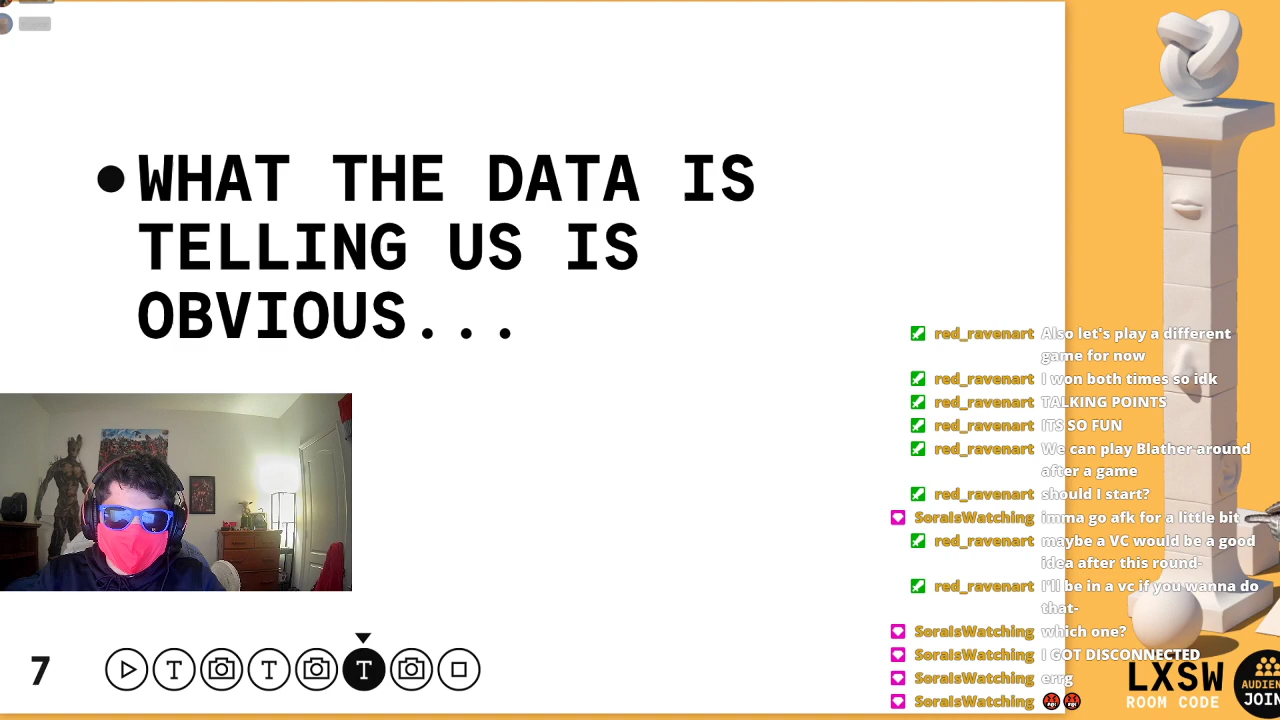 •WHAT THE DATA IS
TELLING US IS
OBVIOUS...
red_ravenart Also let's play a different
game for now
red_ravenart I won both times so idk
red_ravenart TALKING POINTS
red_ravenart ITS SO FUN
red_ravenart We can play Blather around
after a game
red_ravenart should I start?
SoraIsWatching imma go afk for a little bit
red_ravenart maybe a VC would be a good
idea after this round-
red_ravenart I'll be in a vc if you wanna do
that-
SoraIsWatching which one?
SoraIsWatching I GOT DISCONNECTED
SoraIsWatching errg
SoraIsWatching
7
T
T
T
LXSW
ROOM CODE
AUDIEN
JOIN